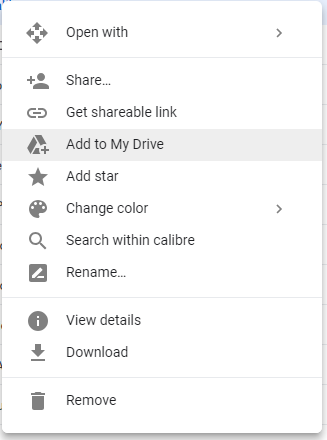 Open with
Share…
Get shareable link
Add to My Drive
Add star
Change color
Search within calibre
Rename…
View details
Download
Remove